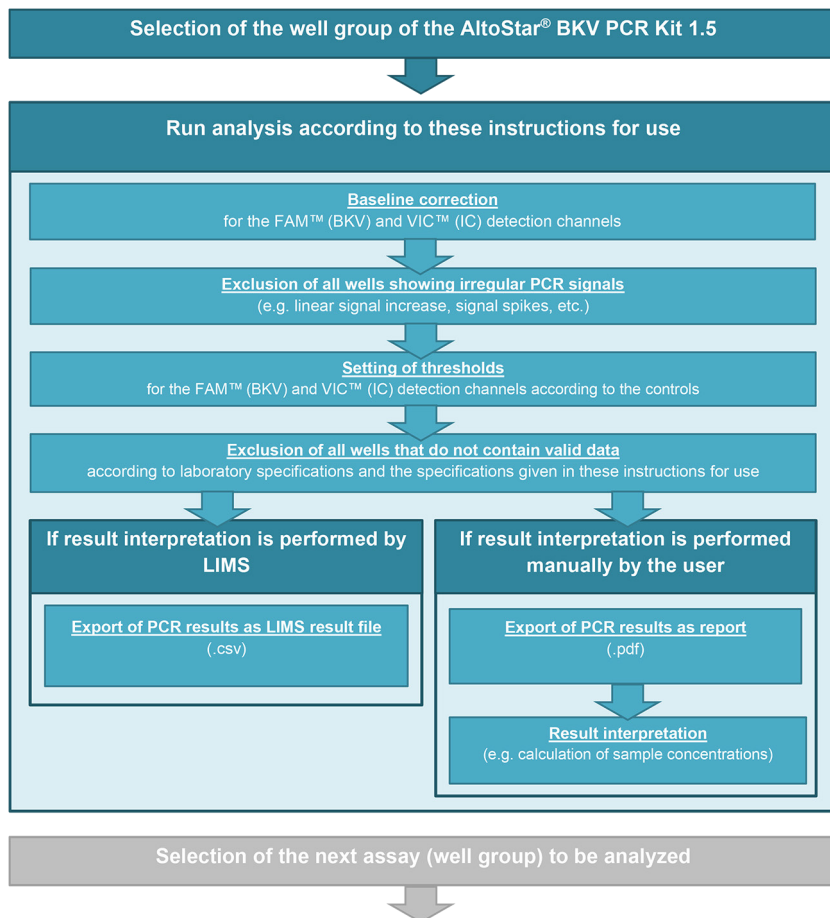 Selection of the well group of the AltoStar® BKV PCR Kit 1.5
Run analysis according to these instructions for use
Baseline correction
for the FAM™ (BKV) and VIC™ (IC) detection channels
Exclusion of all wells showing irregular PCR signals
(e.g. linear signal increase, signal spikes, etc.)
Setting of thresholds
for the FAM™ (BKV) and VIC™ (IC) detection channels according to the controls
Exclusion of all wells that do not contain valid data
according to laboratory specifications and the specifications given in these instructions for use
If result interpretation is performed by
LIMS
Export of PCR results as LIMS result file
(.csv)
If result interpretation is performed
manually by the user
Export of PCR results as report
(.pdf)
Result interpretation
(e.g. calculation of sample concentrations)
Selection of the next assay (well group) to be analyzed